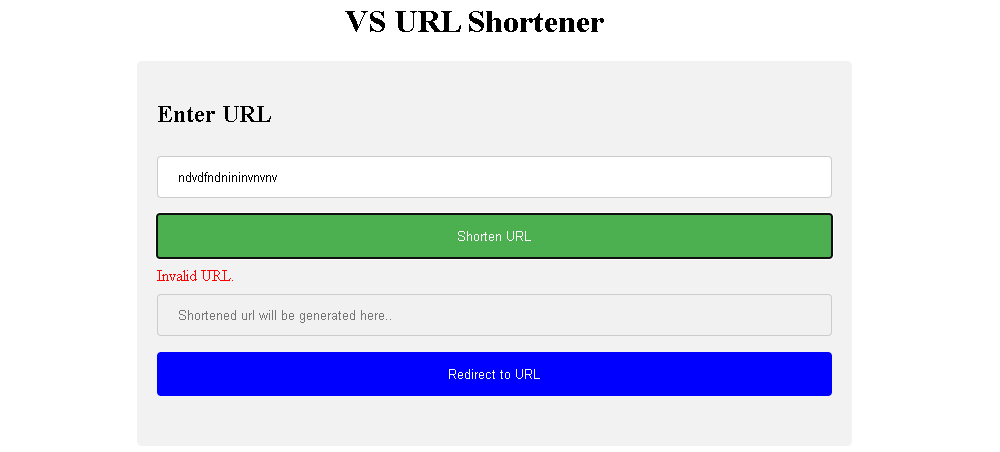 VS URL Shortener
Enter URL
ndvdfndnininvnvnv
Shorten URL
Invalid URL.
Shortened url will be generated here..
Redirect to URL